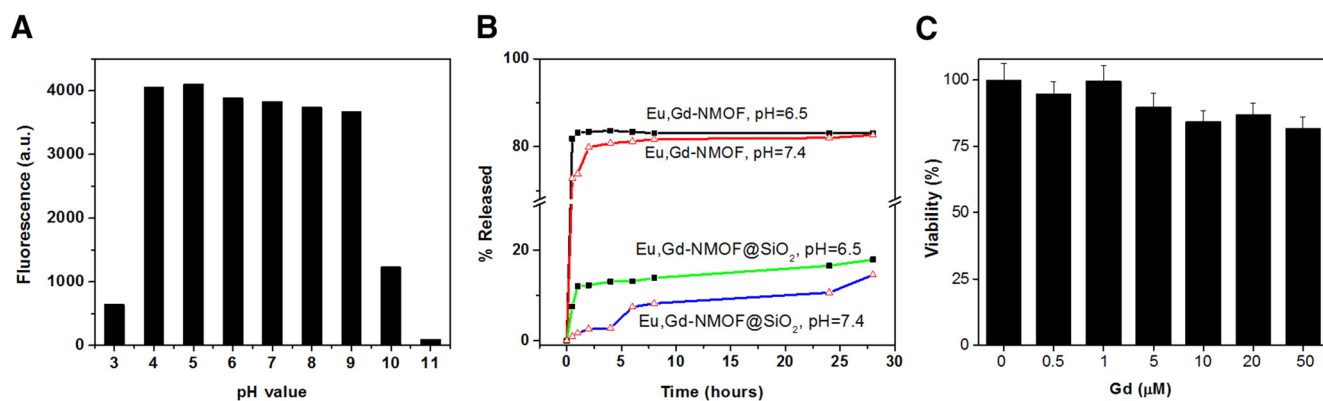 A
Fluorescence (a.u.)
4000
3000
2000
1000
0
3 4 5 6 7 8 9 10 11
pH value
B
% Released
100
80
20
0
Eu,Gd-NMOF, pH=6.5
Eu,Gd-NMOF, pH=7.4
Eu,Gd-NMOF@SiO₂, pH=6.5
Eu,Gd-NMOF@SiO₂, pH=7.4
0 5 10 15 20 25 30
Time (hours)
C
Viability (%)
100
75
50
25
0
0 0.5 1 5 10 20 50
Gd (μM)